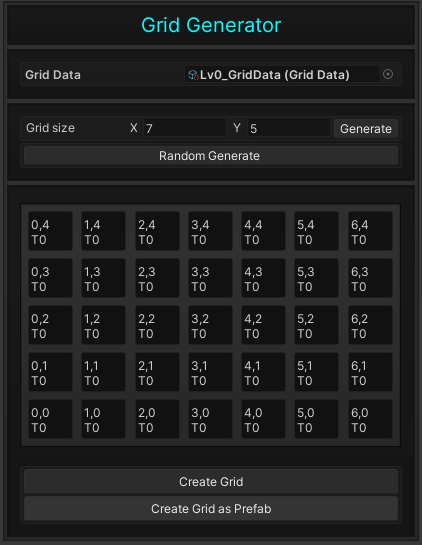 Grid Generator
Grid Data Lv0_GridData (Grid Data)
Grid size X 7 Y 5 Generate
Random Generate
0,4 1,4 2,4 3,4 4,4 5,4 6,4
T0 T0 T0 T0 T0 T0 T0
0,3 1,3 2,3 3,3 4,3 5,3 6,3
T0 T0 T0 T0 T0 T0 T0
0,2 1,2 2,2 3,2 4,2 5,2 6,2
T0 T0 T0 T0 T0 T0 T0
0,1 1,1 2,1 3,1 4,1 5,1 6,1
T0 T0 T0 T0 T0 T0 T0
0,0 1,0 2,0 3,0 4,0 5,0 6,0
T0 T0 T0 T0 T0 T0 T0
Create Grid
Create Grid as Prefab